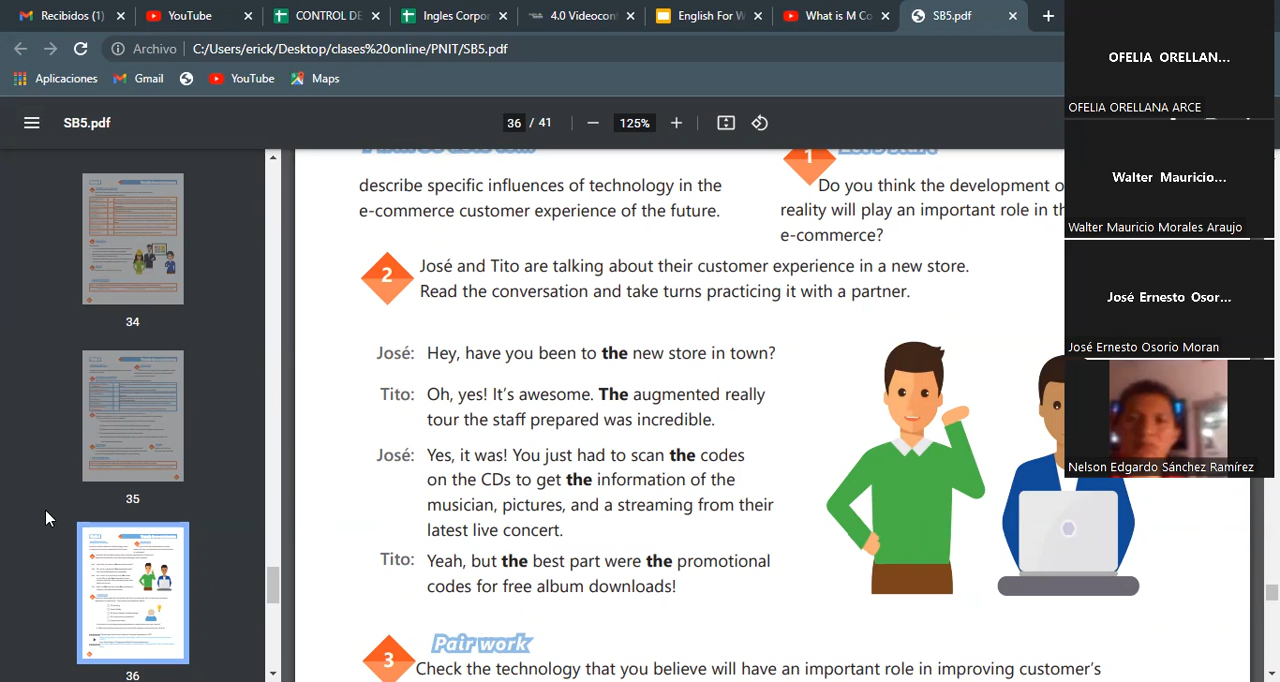 Recibidos (1)
YouTube
CONTROL DE
Ingles Corpor
4.0 Videocont
English For W
What is M Co
SB5.pdf
Archivo
C:/Users/erick/Desktop/clases%20online/PNIT/SB5.pdf
Aplicaciones
Gmail
YouTube
Maps
SB5.pdf
36 / 41
125%
34
35
36
describe specific influences of technology in the
e-commerce customer experience of the future.
1
Do you think the development o
reality will play an important role in th
e-commerce?
2
José and Tito are talking about their customer experience in a new store.
Read the conversation and take turns practicing it with a partner.
José: Hey, have you been to the new store in town?
Tito: Oh, yes! It's awesome. The augmented really
tour the staff prepared was incredible.
José: Yes, it was! You just had to scan the codes
on the CDs to get the information of the
musician, pictures, and a streaming from their
latest live concert.
Tito: Yeah, but the best part were the promotional
codes for free album downloads!
3
Pair work
Check the technology that you believe will have an important role in improving customer's
OFELIA ORELLAN...
OFELIA ORELLANA ARCE
Walter Mauricio...
Walter Mauricio Morales Araujo
José Ernesto Osor...
José Ernesto Osorio Moran
Nelson Edgardo Sánchez Ramírez